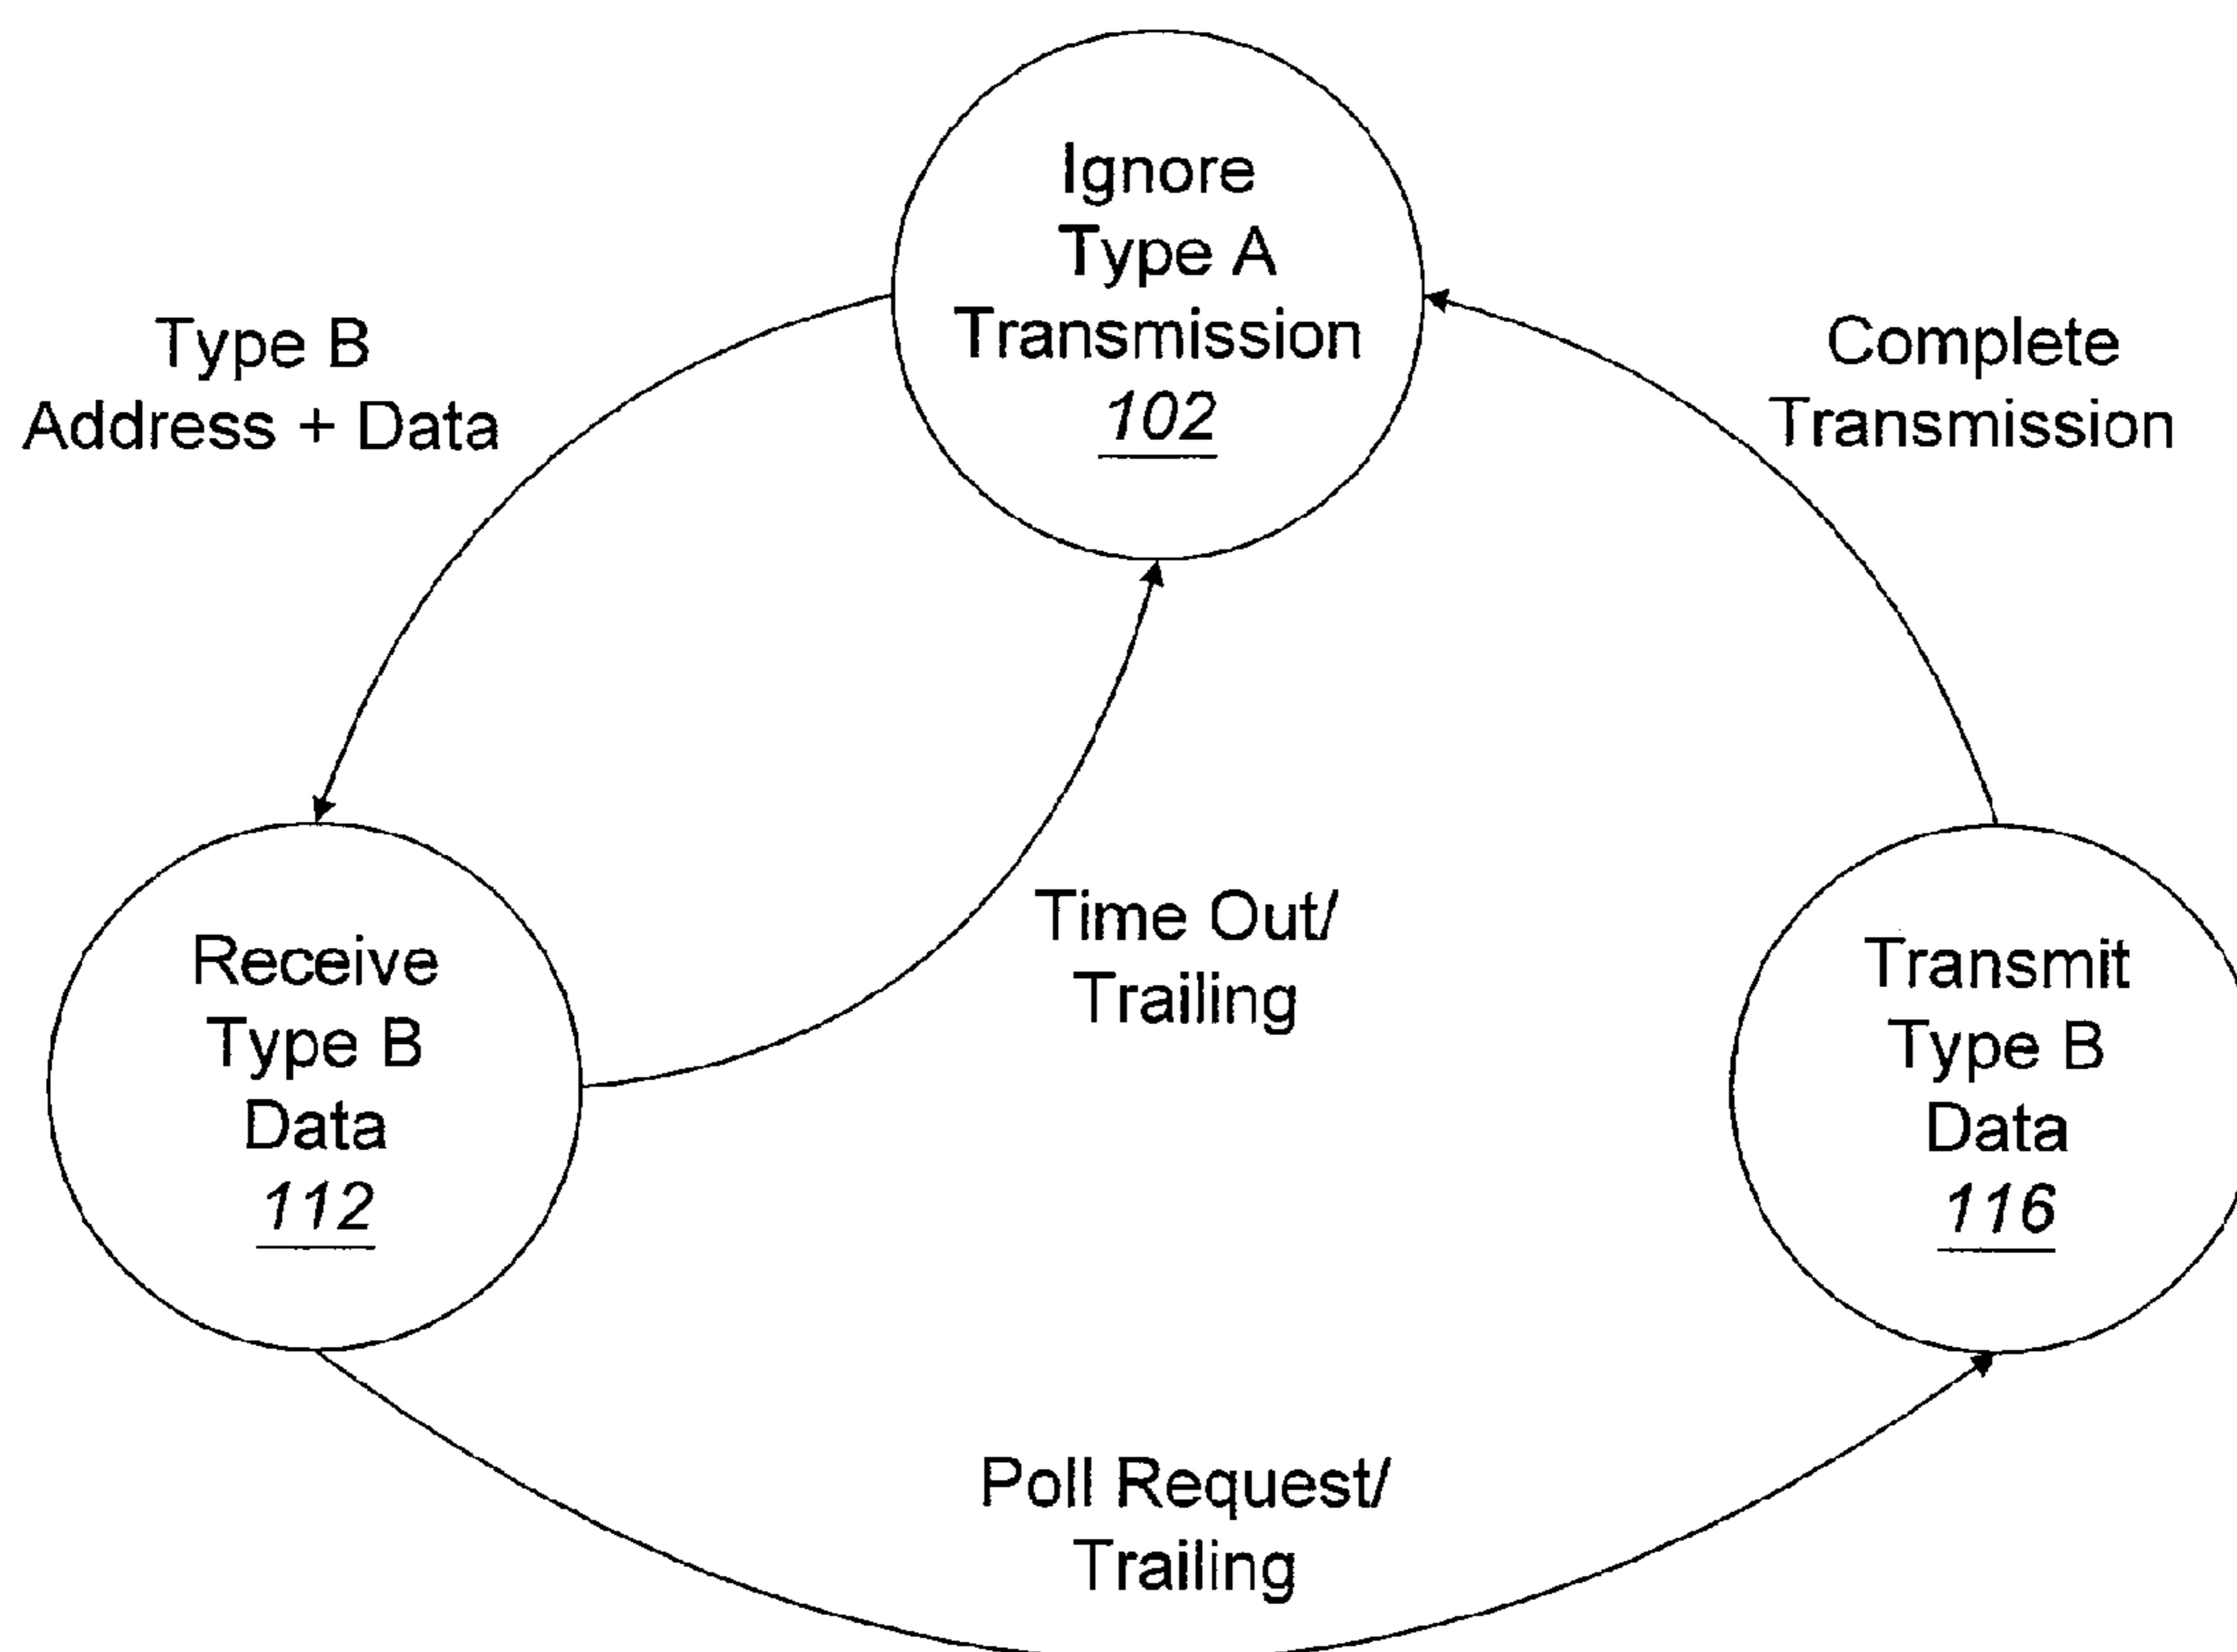 Ignore
Type A
Transmission
102
Type B
Address + Data
Complete
Transmission
Time Out/
Trailing
Receive
Type B
Data
112
Transmit
Type B
Data
116
Poll Request/
Trailing